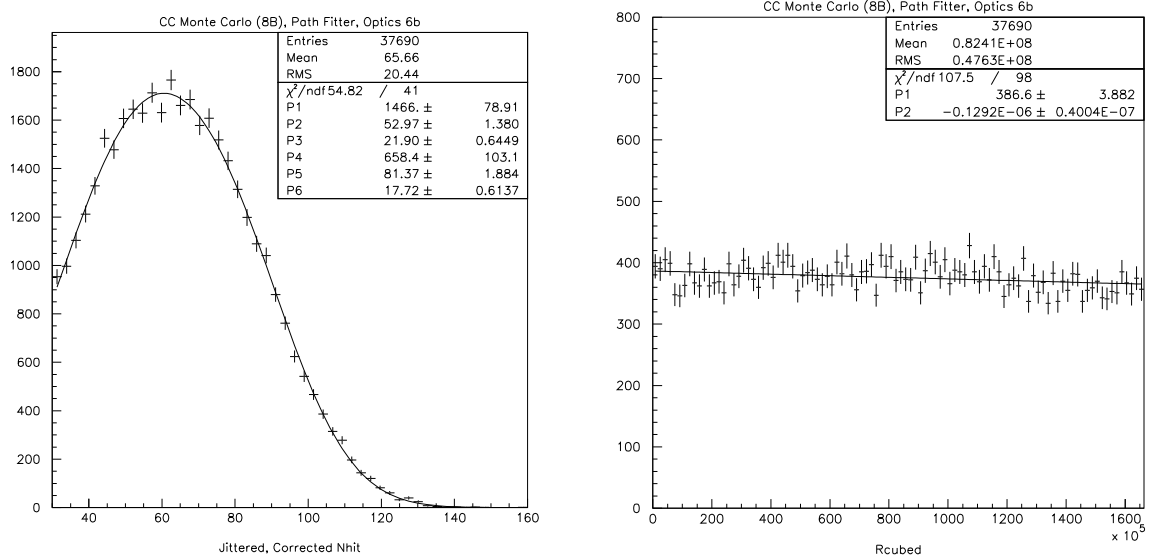 CC Monte Carlo (8B), Path Fitter, Optics 6b
Entries 37690
Mean 65.66
RMS 20.44
χ²/ndf 54.82 / 41
P1 1466. ± 78.91
P2 52.97 ± 1.380
P3 21.90 ± 0.6449
P4 658.4 ± 103.1
P5 81.37 ± 1.884
P6 17.72 ± 0.6137
1800
1600
1400
1200
1000
800
600
400
200
0
40 60 80 100 120 140 160
Jittered, Corrected Nhit
CC Monte Carlo (8B), Path Fitter, Optics 6b
Entries 37690
Mean 0.8241E+08
RMS 0.4763E+08
χ²/ndf 107.5 / 98
P1 386.6 ± 3.882
P2 -0.1292E-06 ± 0.4004E-07
800
700
600
500
400
300
200
100
0
0 200 400 600 800 1000 1200 1400 1600
x 10⁵
Rcubed